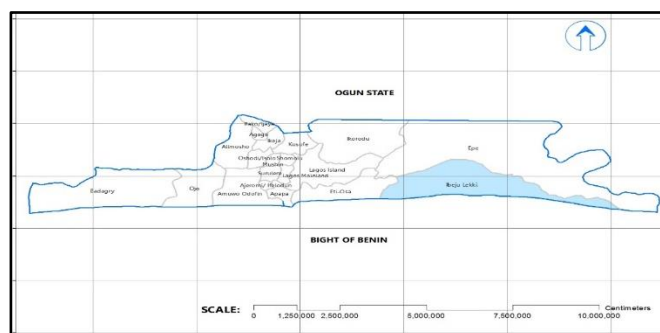 OGUN STATE
Agege
Ikeja
Alimosho
Kosofe
Ikorodu
Epe
Oshodi/Isolo Shomolu
Mushin
Surulere
Lagos Island
Lagos Mainland
Badagry
Ojo
Ajeromi/ Ifelodun
Amuwo Odofin
Apapa
Eti-Osa
Ibeju Lekki
BIGHT OF BENIN
SCALE:
Centimeters
0
1,250,000
2,500,000
5,000,000
7,500,000
10,000,000